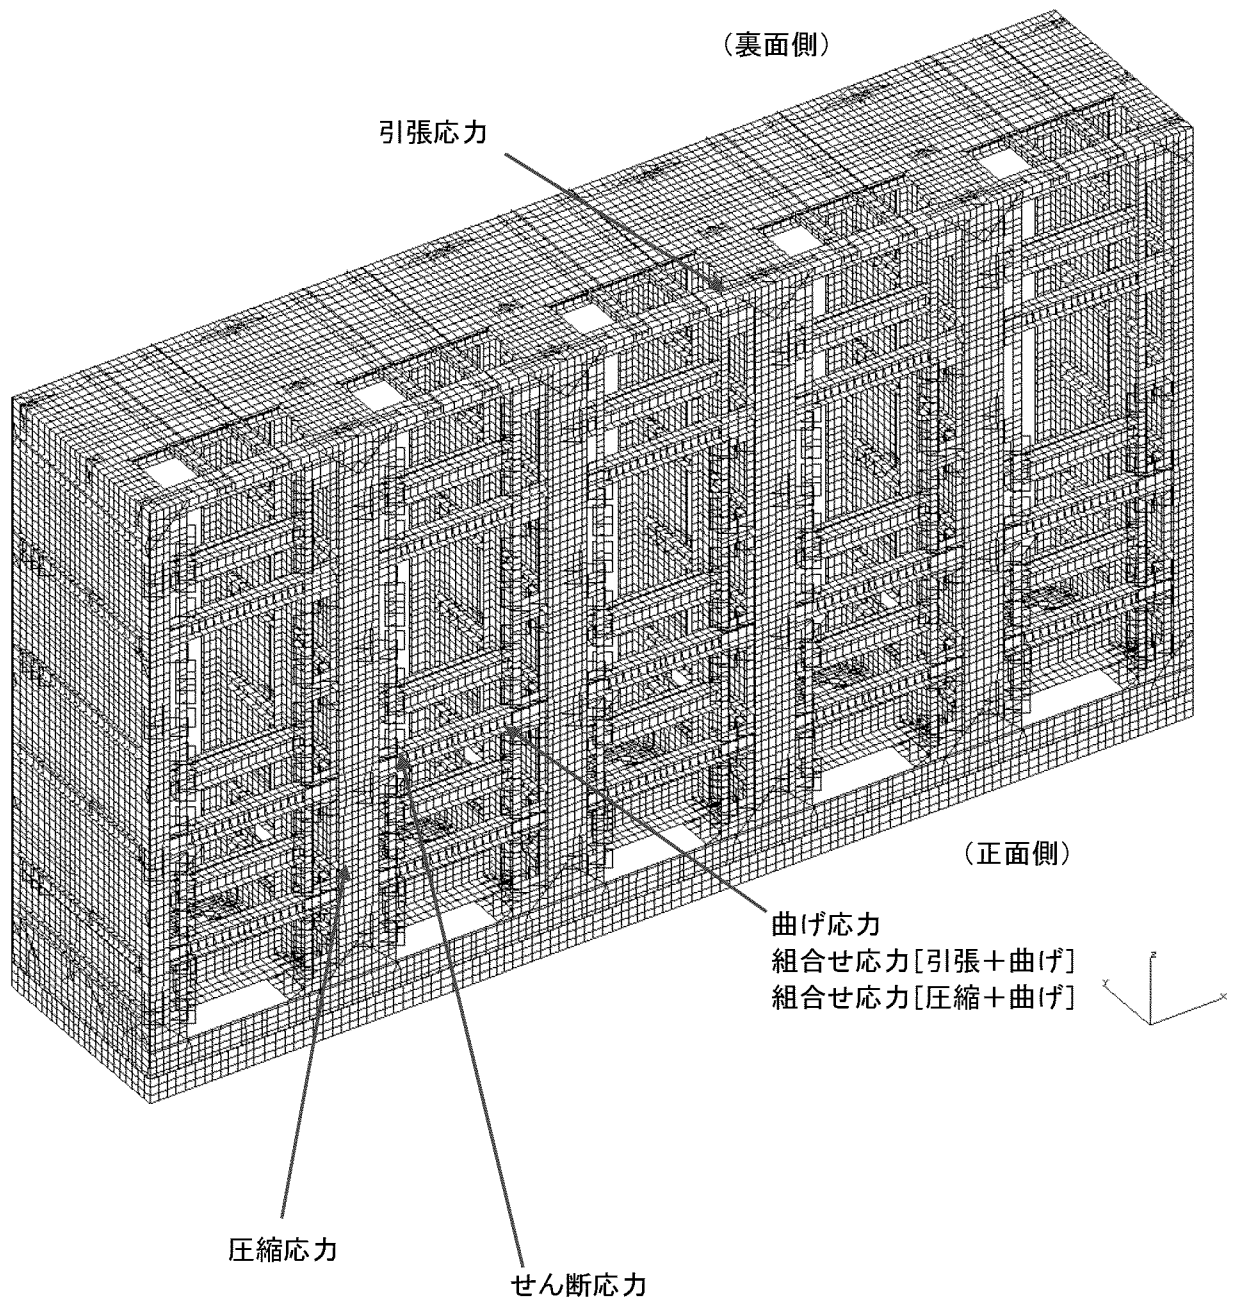 （裏面側）
引張応力
（正面側）
曲げ応力
組合せ応力[引張＋曲げ]
組合せ応力[圧縮＋曲げ]
z
y
x
圧縮応力
せん断応力